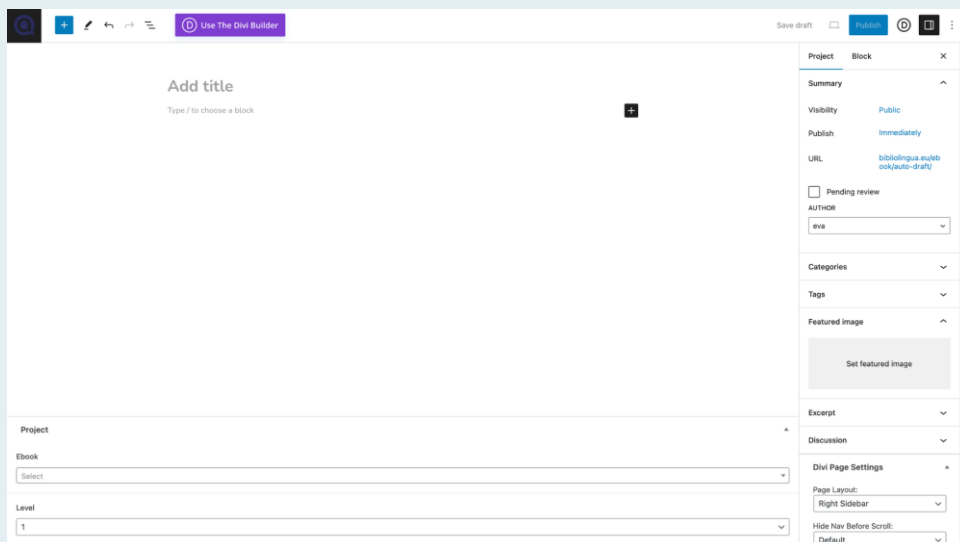 Use The Divi Builder
Save draft
Publish
Add title
Type / to choose a block
Project
Block
Summary
Visibility
Public
Publish
Immediately
URL
bibliolingua.eu/eb
ook/auto-draft/
Pending review
AUTHOR
eva
Categories
Tags
Featured image
Set featured image
Excerpt
Discussion
Divi Page Settings
Page Layout:
Right Sidebar
Hide Nav Before Scroll:
Default
Project
Ebook
Select
Level
1